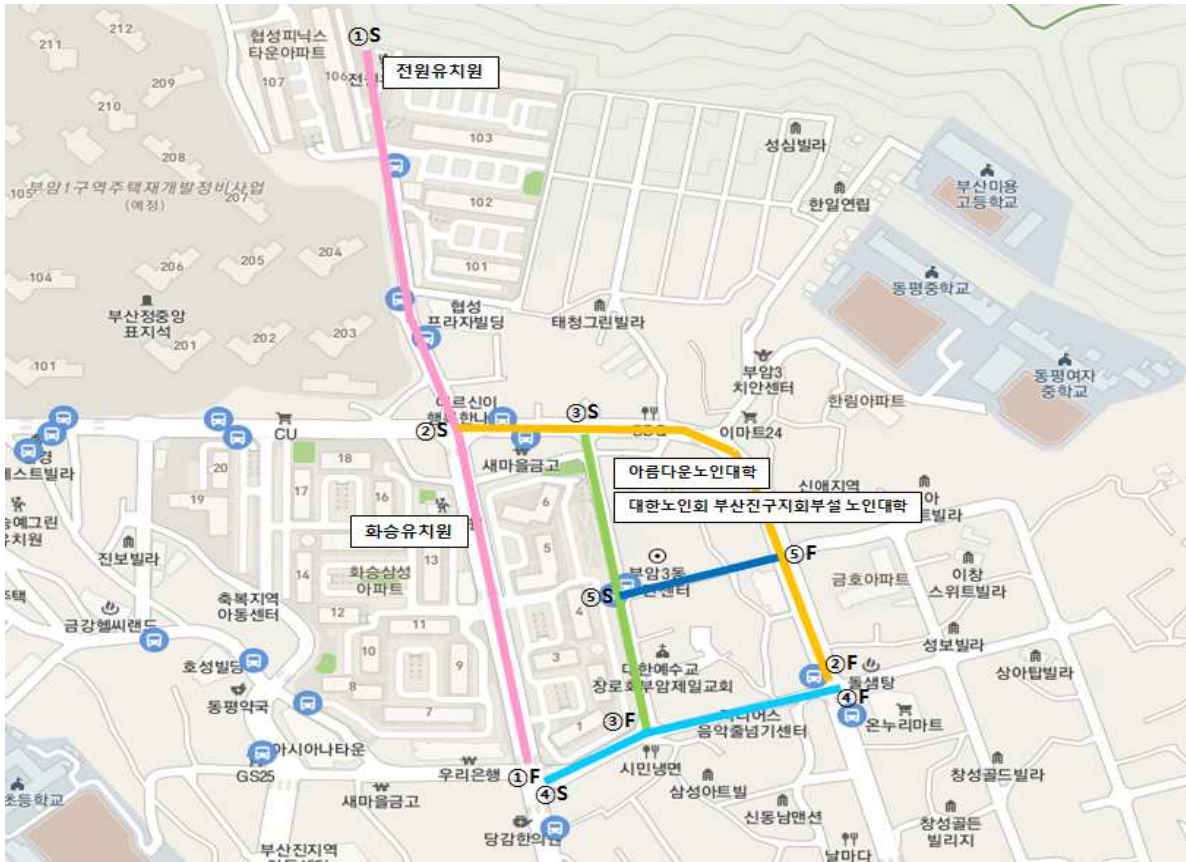 212
211
협성피닉스
타운아파트
①S
209
107
106
전원유치원
210
103
성심빌라
208
부산미용
고등학교
105
부암1구역주택재개발정비사업
(예정)
207
102
한일연립
204
101
동평중학교
104
206
205
부산정중앙
표지석
협성
프라자빌딩
태청그린빌라
203
202
201
101
부암3
치안센터
동평여자
중학교
한림아파트
③S
②S
CU
이마트24
새마을금고
20
18
17
16
19
아름다운노인대학
신애지역
대한노인회 부산진구지회부설 노인대학
6
화승유치원
진보빌라
5
13
14
화승삼성
아파트
부암3동
⑤F
⑤S
금호아파트
이창
스위트빌라
축복지역
아동센터
금강헬씨랜드
12
11
4
성보빌라
호성빌딩
10
9
3
대한예수교
장로회부암제일교회
②F
돌샘탕
④F
상아탑빌라
8
동평약국
7
1
③F
음악줄넘기센터
온누리마트
아시아나타운
GS25
우리은행
①F
④S
시민냉면
창성골드빌라
새마을금고
삼성아트빌
초등학교
신동남맨션
당감한의원
창성골든
빌리지
부산진지역
날마다